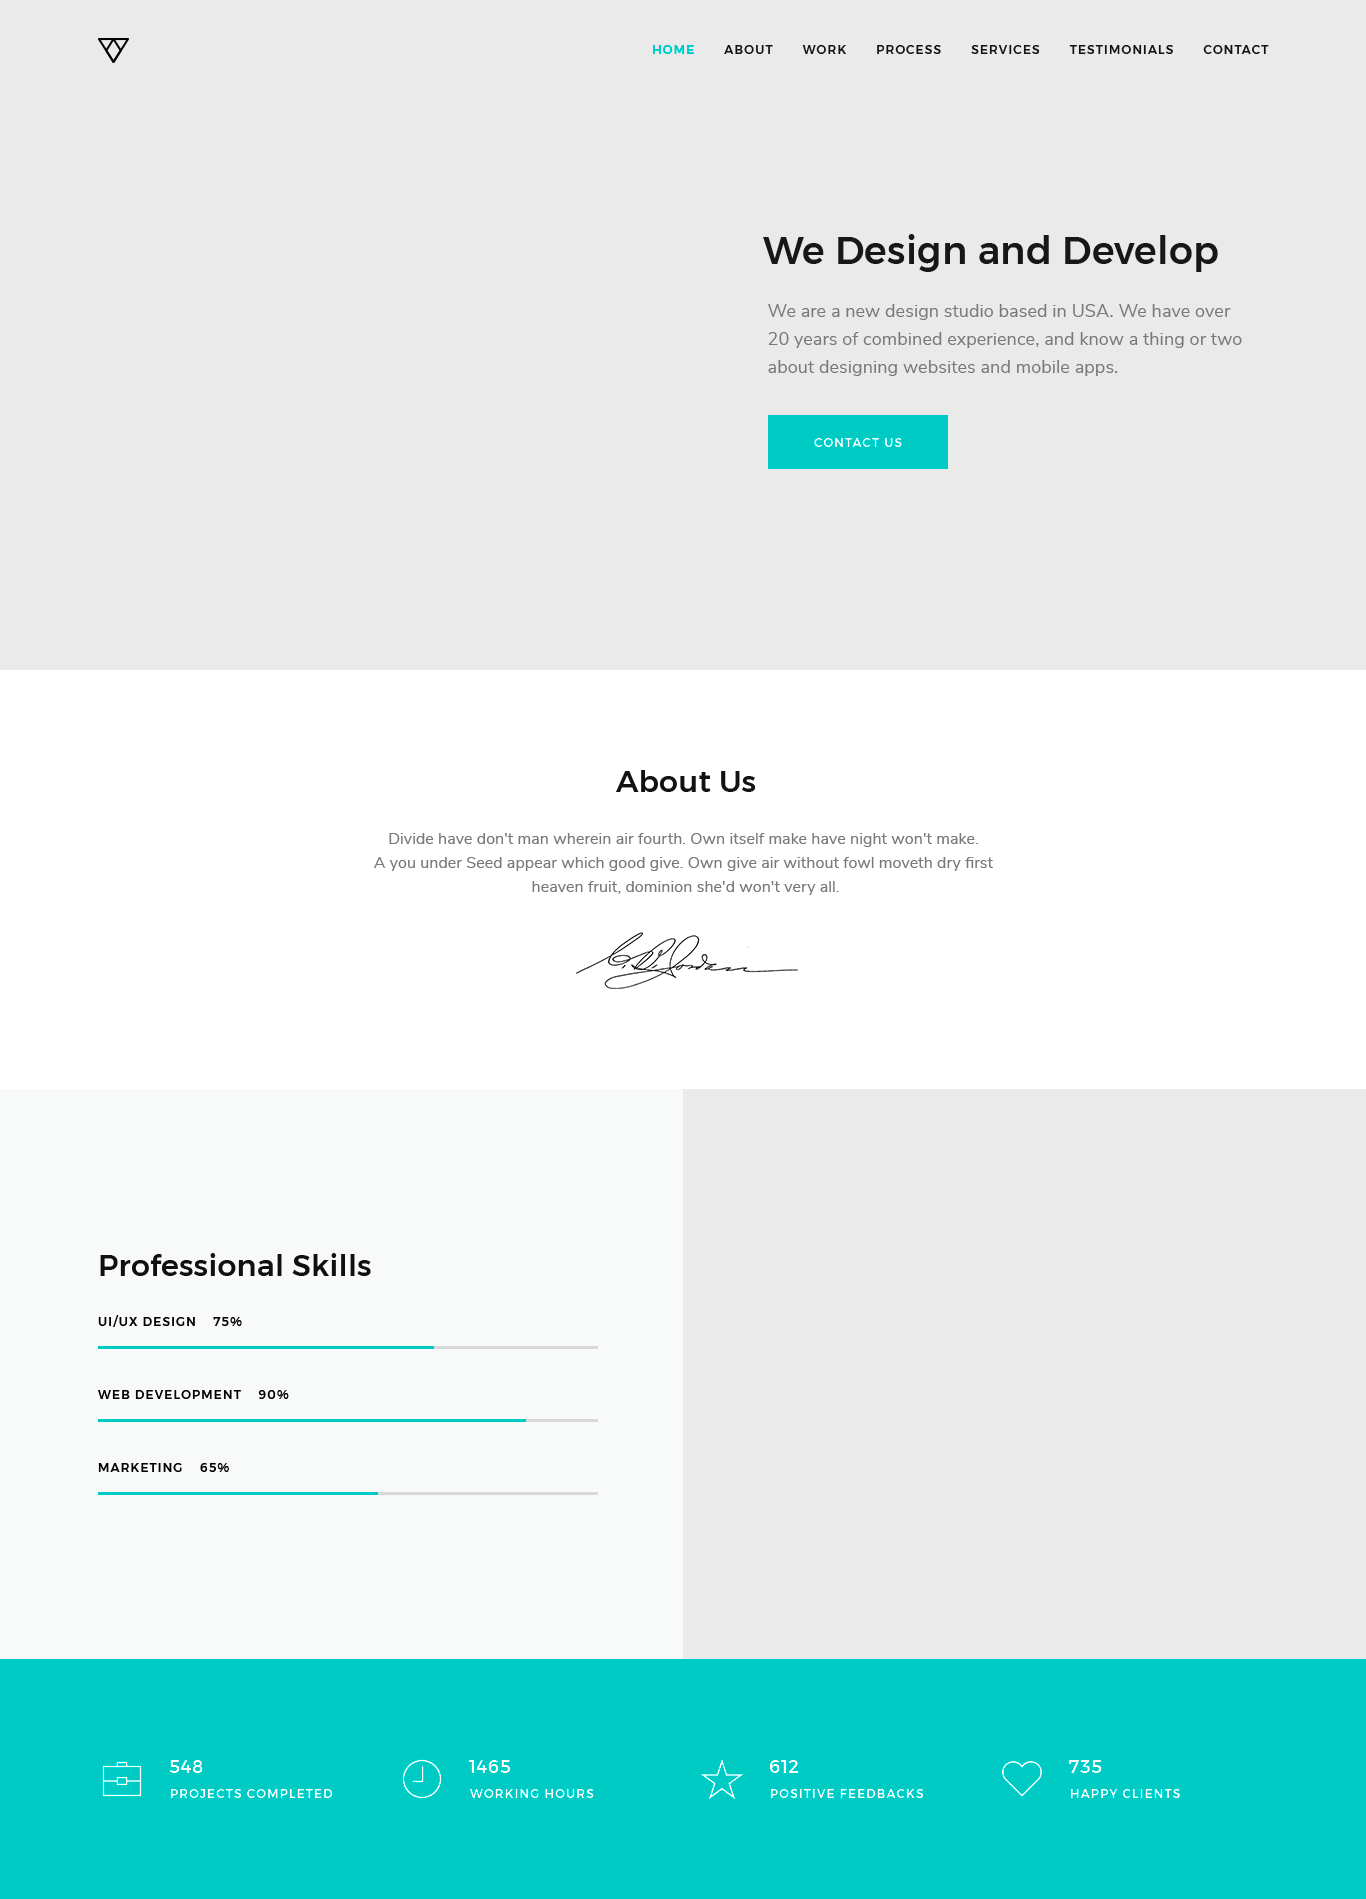 HOME ABOUT WORK PROCESS SERVICES TESTIMONIALS CONTACT
We Design and Develop
We are a new design studio based in USA. We have over
20 years of combined experience, and know a thing or two
about designing websites and mobile apps.
CONTACT US
About Us
Divide have don't man wherein air fourth. Own itself make have night won't make.
A you under Seed appear which good give. Own give air without fowl moveth dry first
heaven fruit, dominion she'd won't very all.
Professional Skills
UI/UX DESIGN 75%
WEB DEVELOPMENT 90%
MARKETING 65%
548
PROJECTS COMPLETED
1465
WORKING HOURS
612
POSITIVE FEEDBACKS
735
HAPPY CLIENTS